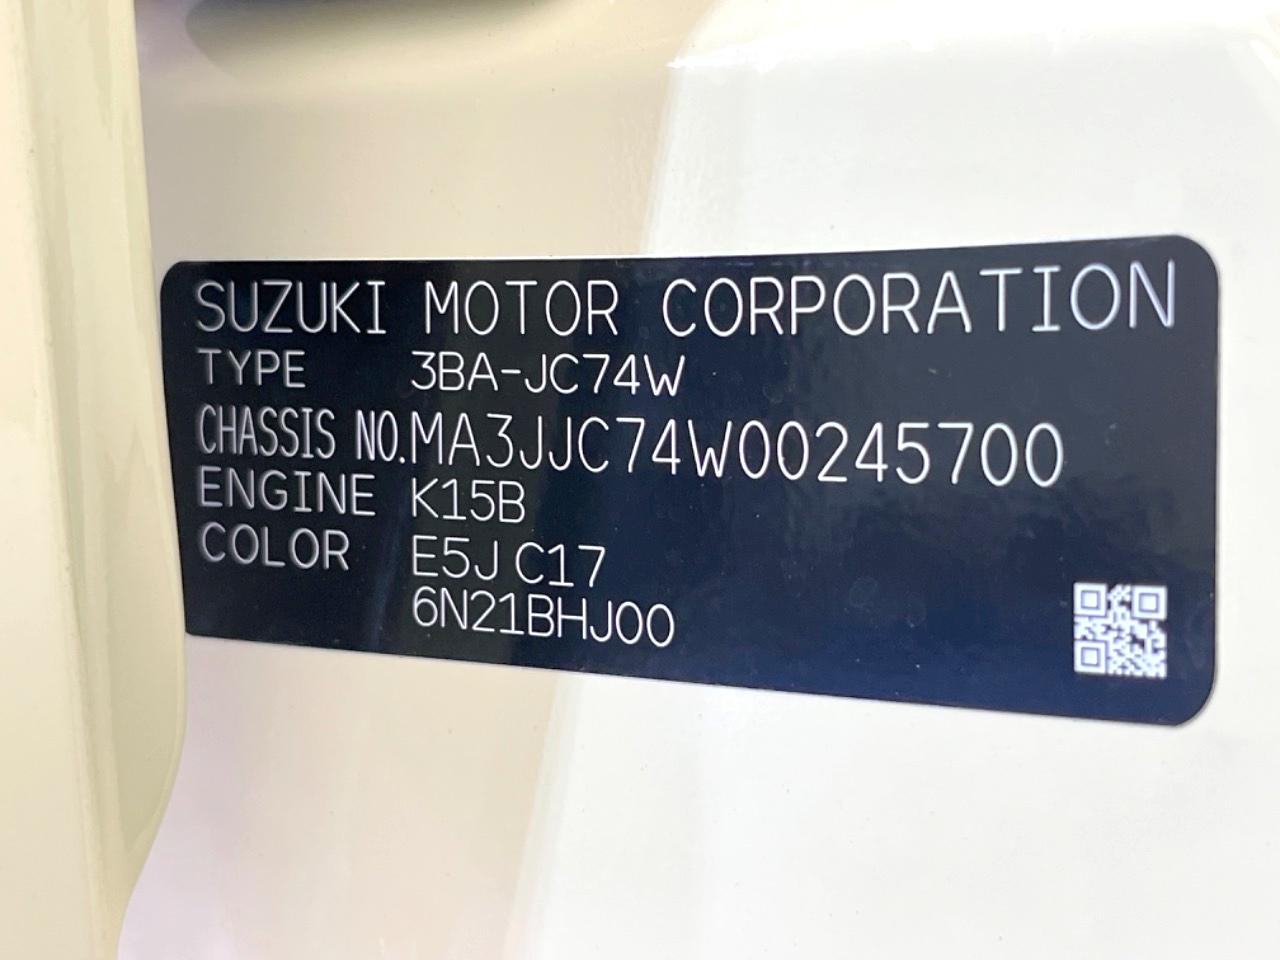 SUZUKI MOTOR CORPORATION
TYPE 3BA-JC74W
CHASSIS NO. MA3JJC74W00245700
ENGINE K15B
COLOR E5J C17
6N21BHJ00